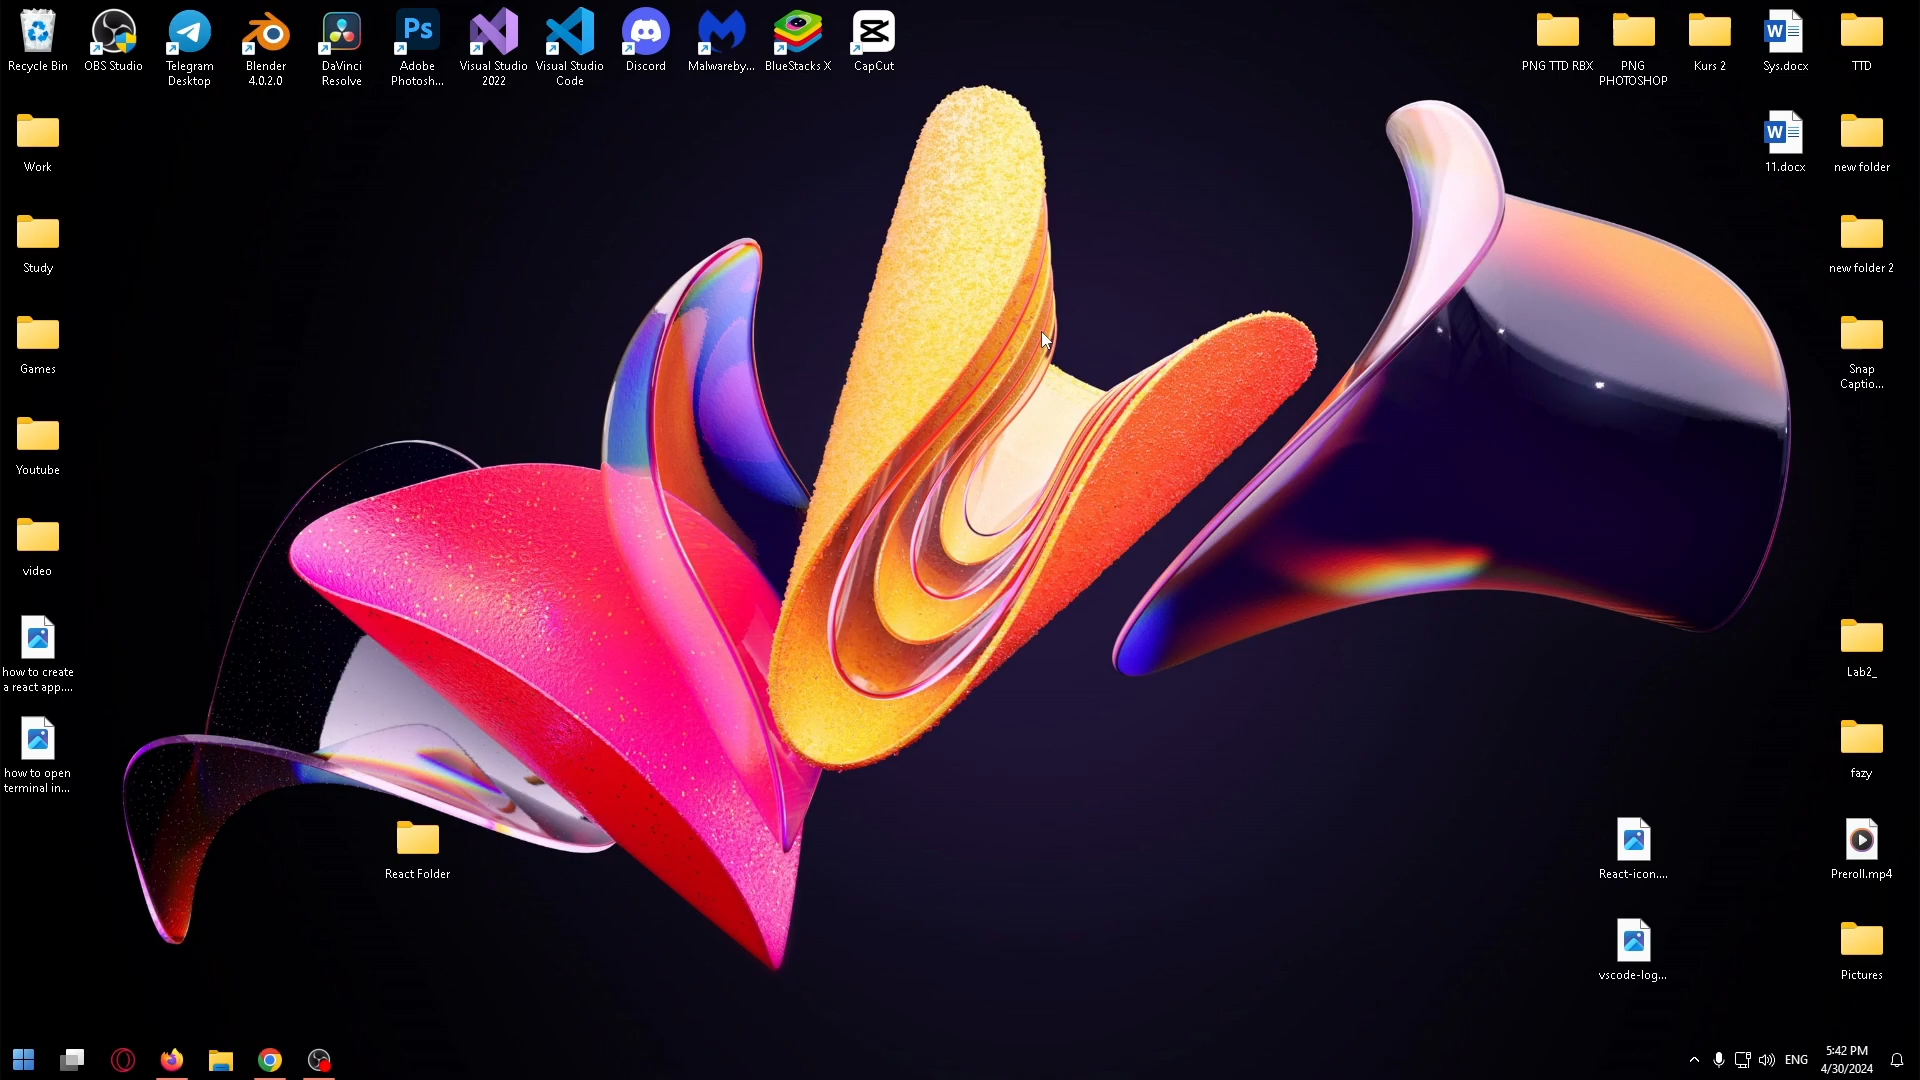 Recycle Bin
OBS Studio
Telegram
Desktop
Blender
4.0.2.0
DaVinci
Resolve
Ps
Adobe
Photosh...
Visual Studio
2022
Visual Studio
Code
Discord
Malwareby...
BlueStacks X
CapCut
PNG TTD RBX
PNG
PHOTOSHOP
Kurs 2
W
Sys.docx
TTD
Work
W
11.docx
new folder
Study
new folder 2
Games
Snap
Captio...
Youtube
video
how to create
a react app....
Lab2_
how to open
terminal in...
fazy
React Folder
React-icon....
Preroll.mp4
vscode-log...
Pictures
ENG
5:42 PM
4/30/2024